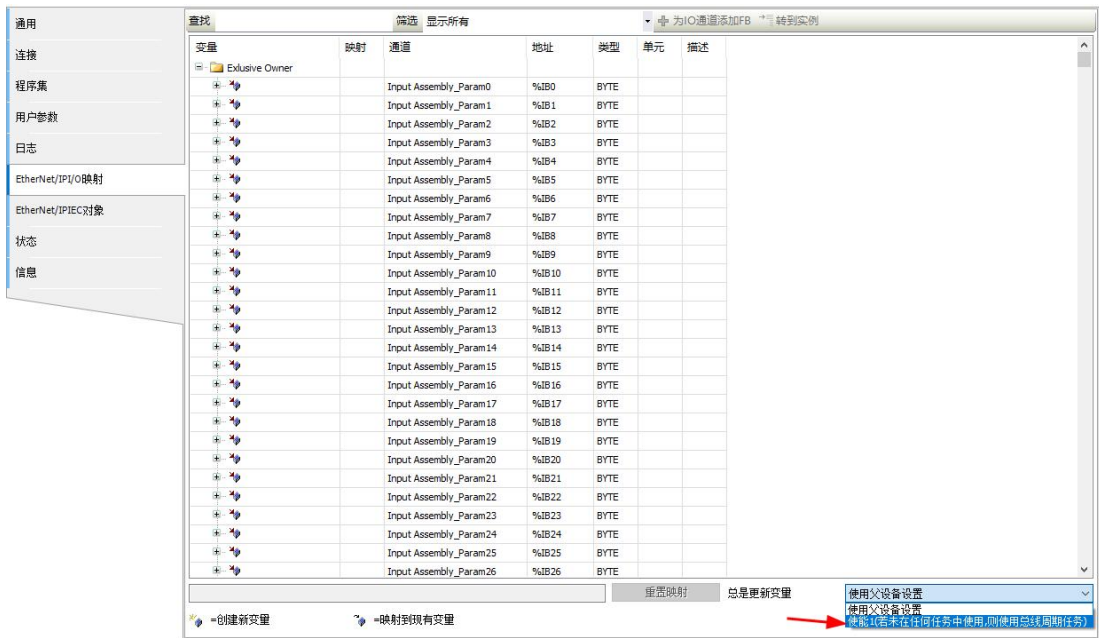 通用
连接
程序集
用户参数
日志
EtherNet/IPI/O映射
EtherNet/IPIEC对象
状态
信息
查找 筛选 显示所有 为IO通道添加FB 转到实例
变量 映射 通道 地址 类型 单元 描述
Exlusive Owner
Input Assembly_Param0 %IB0 BYTE
Input Assembly_Param1 %IB1 BYTE
Input Assembly_Param2 %IB2 BYTE
Input Assembly_Param3 %IB3 BYTE
Input Assembly_Param4 %IB4 BYTE
Input Assembly_Param5 %IB5 BYTE
Input Assembly_Param6 %IB6 BYTE
Input Assembly_Param7 %IB7 BYTE
Input Assembly_Param8 %IB8 BYTE
Input Assembly_Param9 %IB9 BYTE
Input Assembly_Param10 %IB10 BYTE
Input Assembly_Param11 %IB11 BYTE
Input Assembly_Param12 %IB12 BYTE
Input Assembly_Param13 %IB13 BYTE
Input Assembly_Param14 %IB14 BYTE
Input Assembly_Param15 %IB15 BYTE
Input Assembly_Param16 %IB16 BYTE
Input Assembly_Param17 %IB17 BYTE
Input Assembly_Param18 %IB18 BYTE
Input Assembly_Param19 %IB19 BYTE
Input Assembly_Param20 %IB20 BYTE
Input Assembly_Param21 %IB21 BYTE
Input Assembly_Param22 %IB22 BYTE
Input Assembly_Param23 %IB23 BYTE
Input Assembly_Param24 %IB24 BYTE
Input Assembly_Param25 %IB25 BYTE
Input Assembly_Param26 %IB26 BYTE
重置映射 总是更新变量 使用父设备设置
使用父设备设置
使能1(若未在任何任务中使用,则使用总线周期任务)
=创建新变量 =映射到现有变量